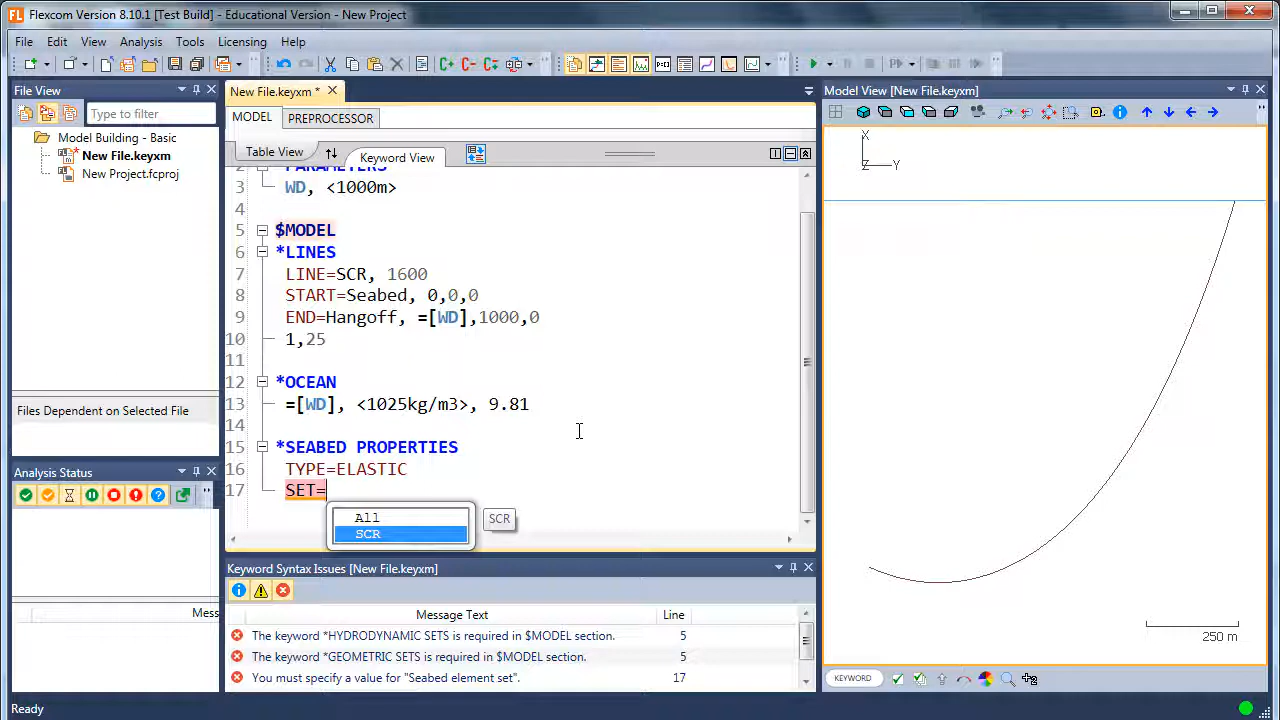 Flexcom Version 8.10.1 [Test Build] - Educational Version - New Project
File Edit View Analysis Tools Licensing Help
File View
Type to filter
Model Building - Basic
New File.keyxm
New Project.fcproj
Files Dependent on Selected File
Analysis Status
Mes
New File.keyxm *
MODEL
PREPROCESSOR
Table View
Keyword View
2 PARAMETERS
3 WD, <1000m>
4
5 $MODEL
6 *LINES
7 LINE=SCR, 1600
8 START=Seabed, 0,0,0
9 END=Hangoff, =[WD],1000,0
10 1,25
11
12 *OCEAN
13 =[WD], <1025kg/m3>, 9.81
14
15 *SEABED PROPERTIES
16 TYPE=ELASTIC
17 SET=
All
SCR
SCR
Keyword Syntax Issues [New File.keyxm]
Message Text Line
The keyword *HYDRODYNAMIC SETS is required in $MODEL section. 5
The keyword *GEOMETRIC SETS is required in $MODEL section. 5
You must specify a value for "Seabed element set". 17
Model View [New File.keyxm]
X
Z Y
250 m
KEYWORD
Ready